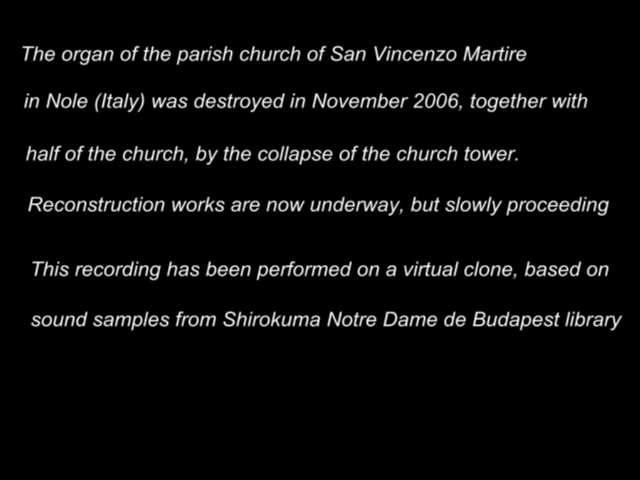 The organ of the parish church of San Vincenzo Martire
in Nole (Italy) was destroyed in November 2006, together with
half of the church, by the collapse of the church tower.
Reconstruction works are now underway, but slowly proceeding
This recording has been performed on a virtual clone, based on
sound samples from Shirokuma Notre Dame de Budapest library